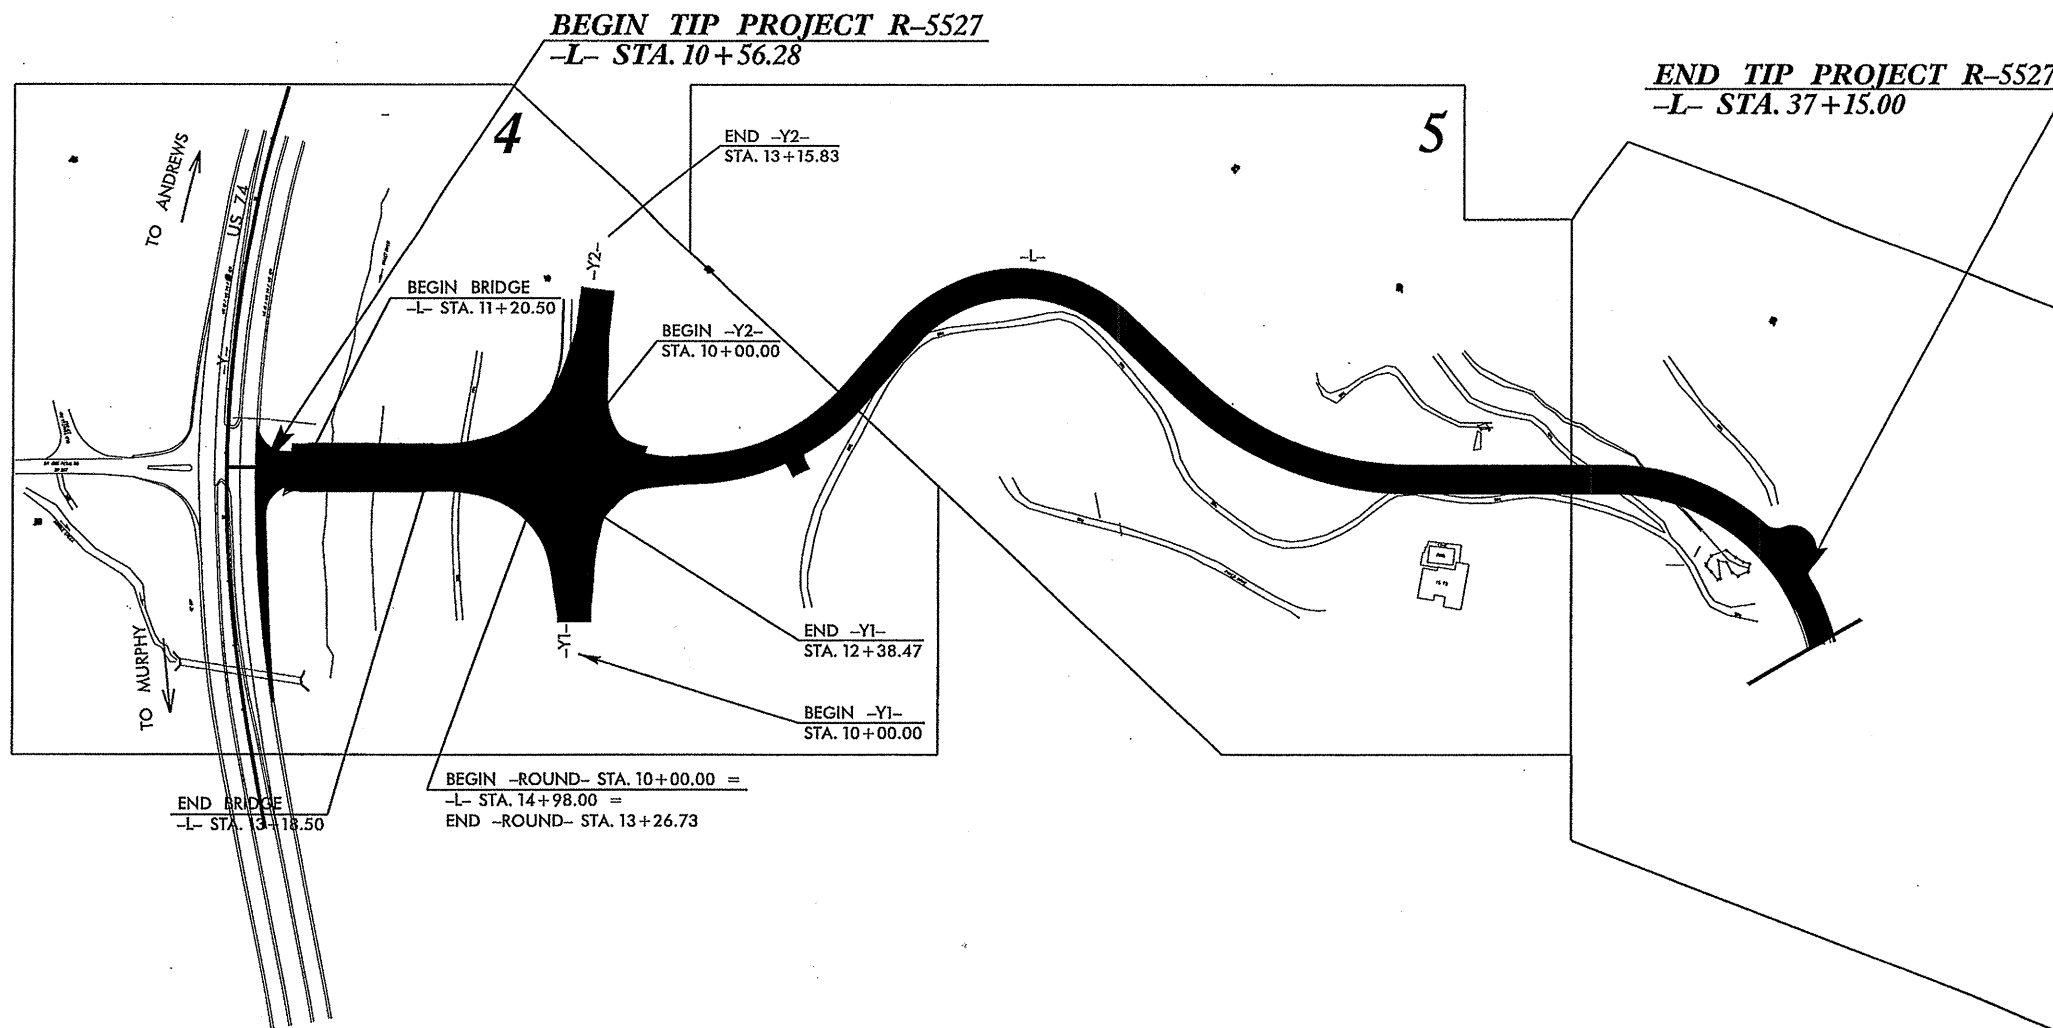 BEGIN TIP PROJECT R–5527
–L– STA. 10+56.28
END TIP PROJECT R–5527
–L– STA. 37+15.00
4
5
END –Y2–
STA. 13+15.83
TO ANDREWS
US 74
–Y2–
–L–
BEGIN BRIDGE
–L– STA. 11+20.50
BEGIN –Y2–
STA. 10+00.00
–Y–
END –Y1–
STA. 12+38.47
–Y1–
TO MURPHY
BEGIN –Y1–
STA. 10+00.00
BEGIN –ROUND– STA. 10+00.00 =
–L– STA. 14+98.00 =
END –ROUND– STA. 13+26.73
END BRIDGE
–L– STA. 13+18.50